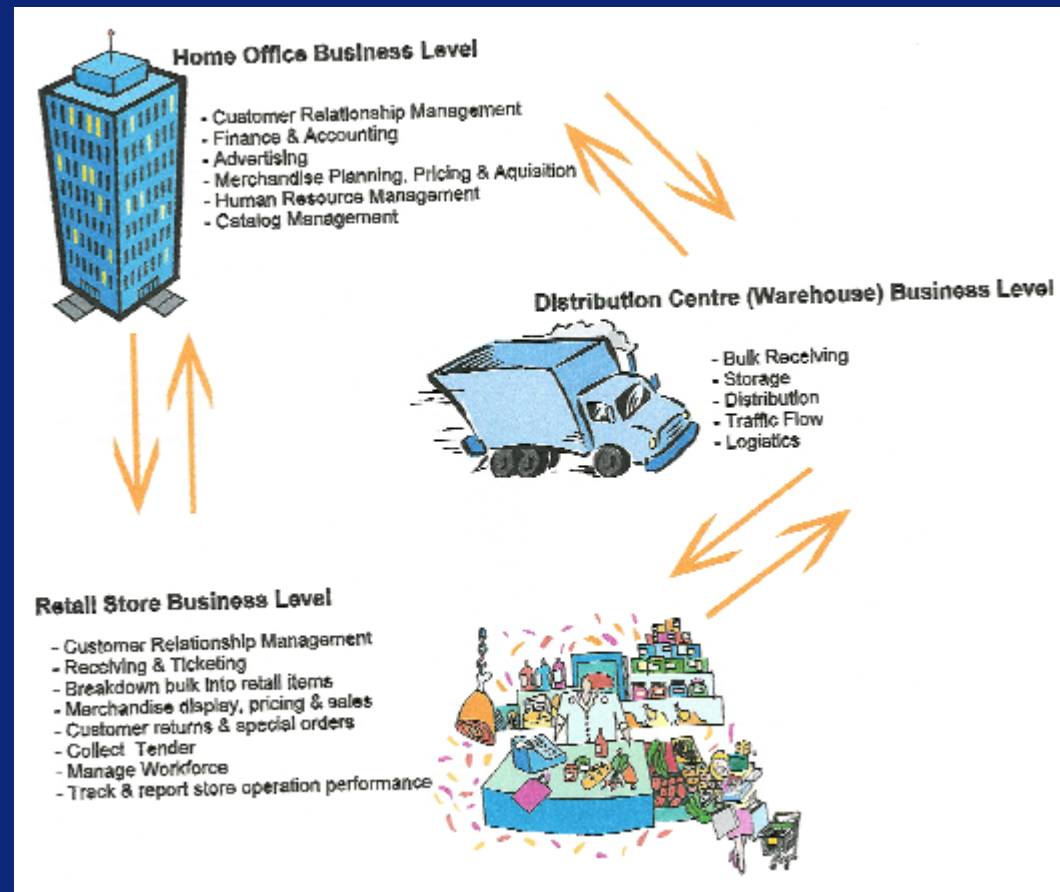 Home Office Business Level
- Customer Relationship Management
- Finance & Accounting
- Advertising
- Merchandise Planning, Pricing & Aquisition
- Human Resource Management
- Catalog Management
Distribution Centre (Warehouse) Business Level
- Bulk Receiving
- Storage
- Distribution
- Traffic Flow
- Logistics
Retail Store Business Level
- Customer Relationship Management
- Receiving & Ticketing
- Breakdown bulk into retail items
- Merchandise display, pricing & sales
- Customer returns & special orders
- Collect Tender
- Manage Workforce
- Track & report store operation performance